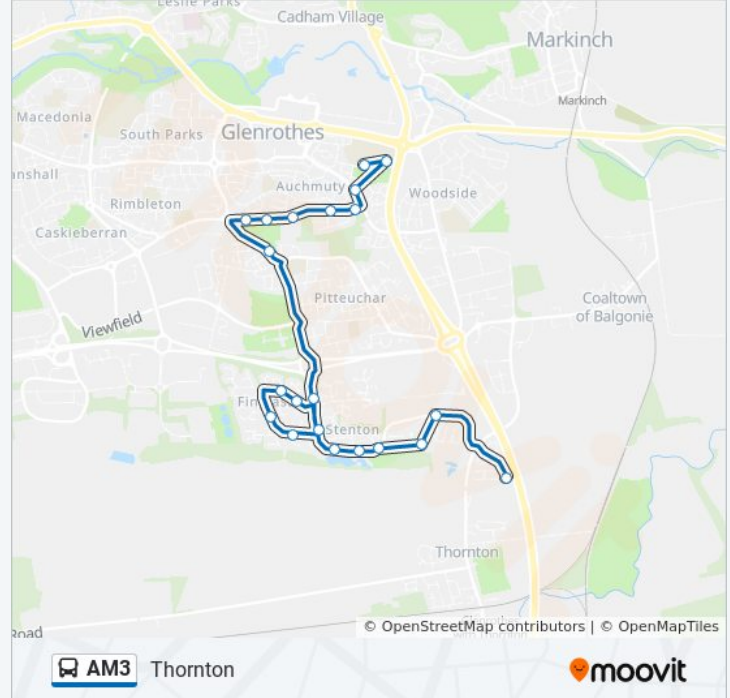 Leslie Parks
Cadham Village
Markinch
Markinch
Macedonia
South Parks
Glenrothes
anshall
Auchmuty
Woodside
Rimbleton
Caskieberran
Pitteuchar
Coaltown
of Balgonie
Viewfield
Stenton
Thornton
Road
© OpenStreetMap contributors | © OpenMapTiles
AM3 Thornton
moovit